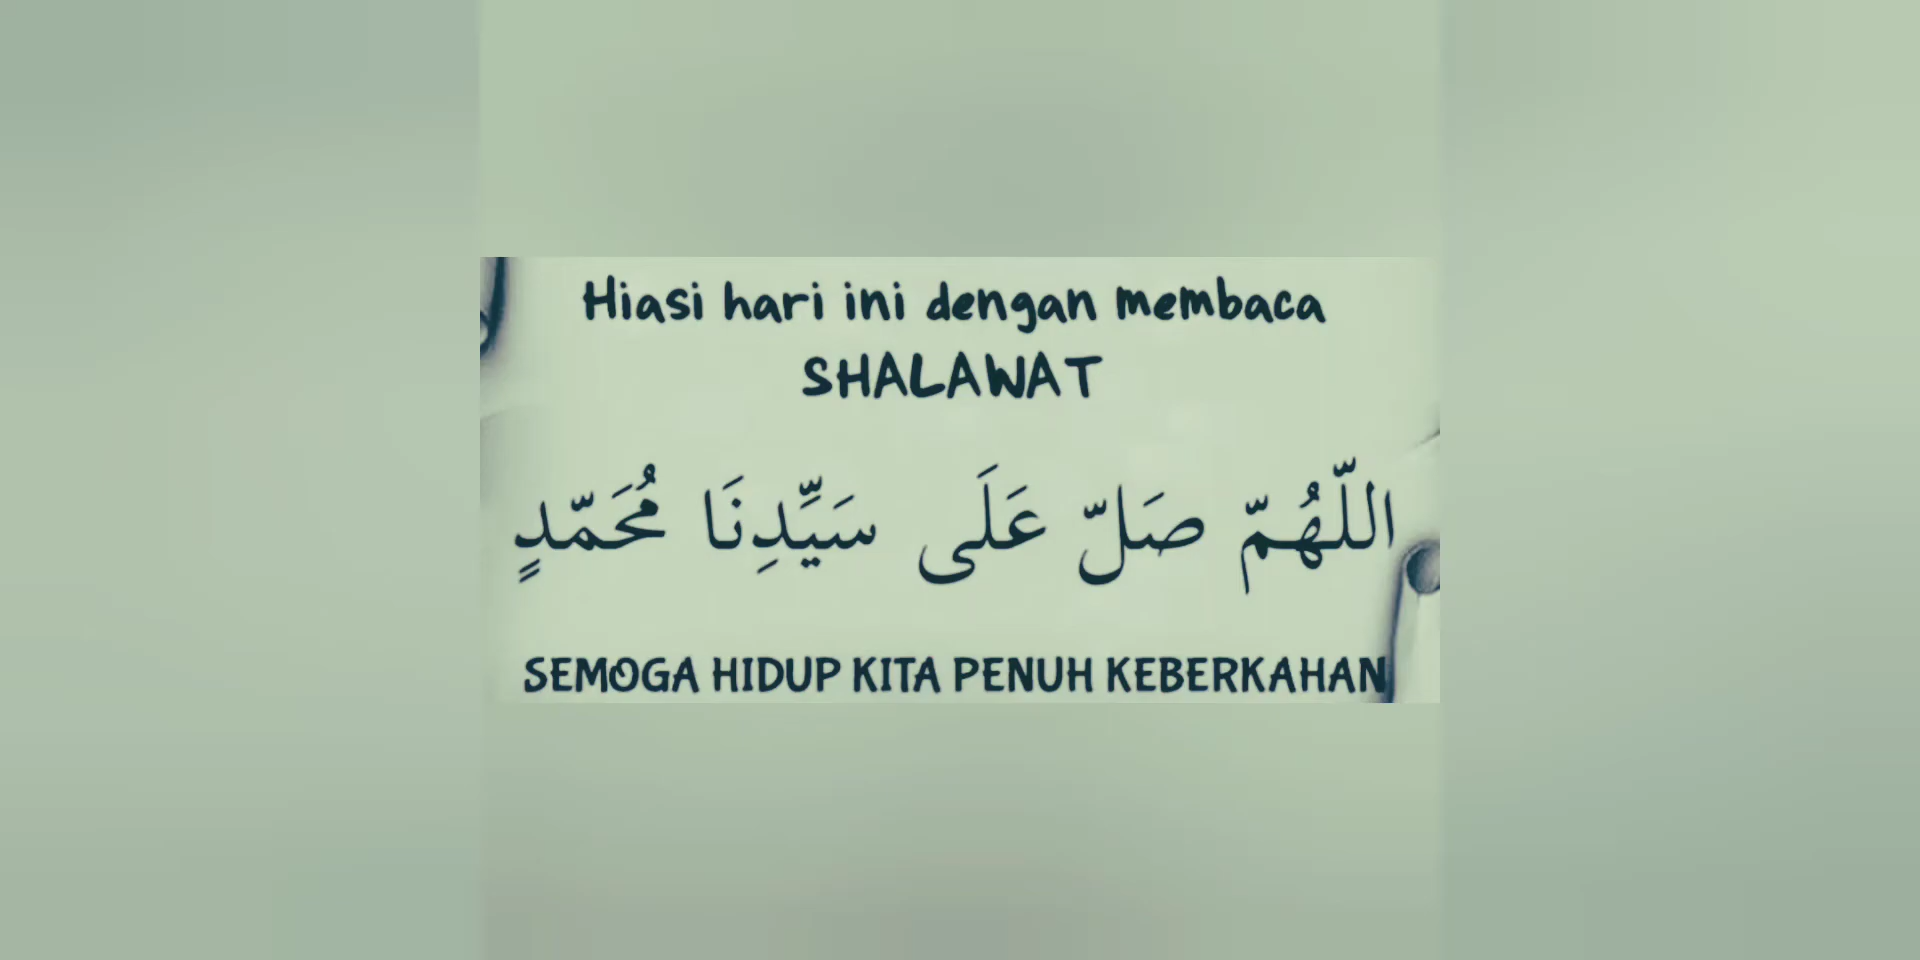 Hiasi hari ini dengan membaca
SHALAWAT
اللّٰهُمّ صَلّ عَلَى سَيِّدِنَا مُحَمّدٍ
SEMOGA HIDUP KITA PENUH KEBERKAHAN